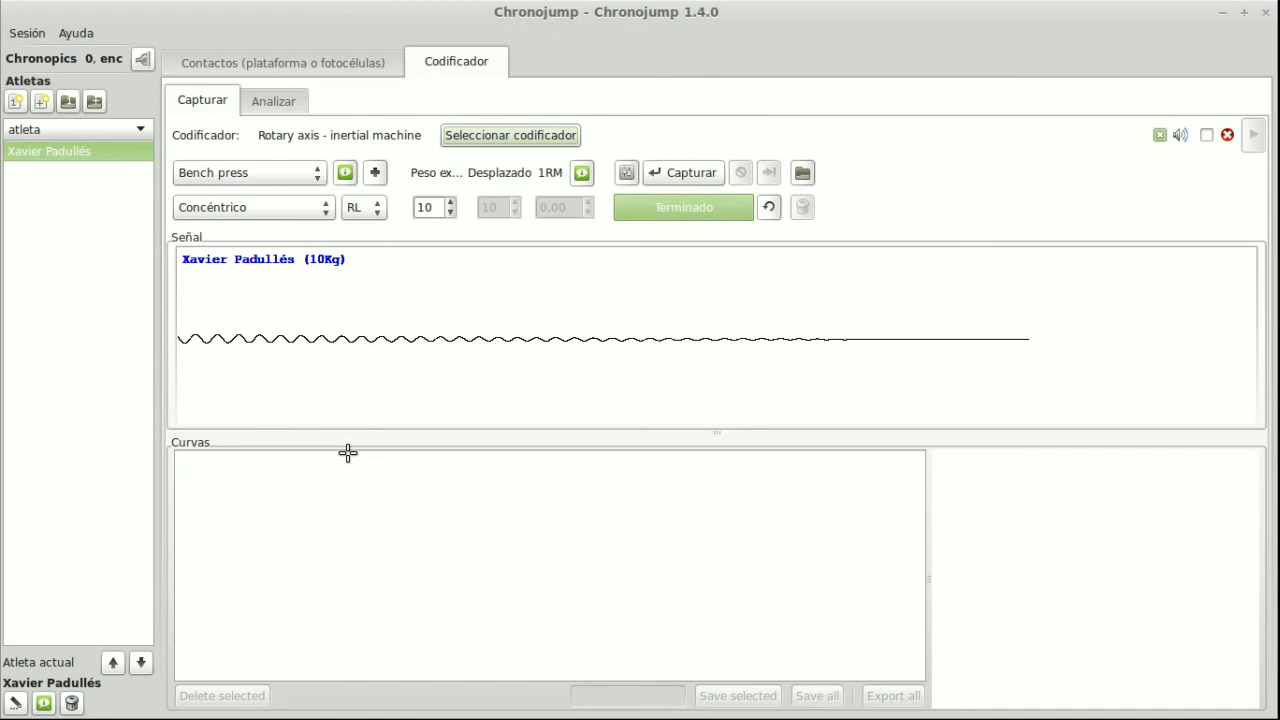 Chronojump - Chronojump 1.4.0
Sesión Ayuda
Chronopics 0, enc
Contactos (plataforma o fotocélulas) Codificador
Atletas
Capturar Analizar
atleta
Codificador: Rotary axis - inertial machine Seleccionar codificador
Xavier Padullés
Bench press Peso ex... Desplazado 1RM Capturar
Concéntrico RL 10 10 0,00 Terminado
Señal
Xavier Padullés (10Kg)
Curvas
Atleta actual
Xavier Padullés
Delete selected Save selected Save all Export all